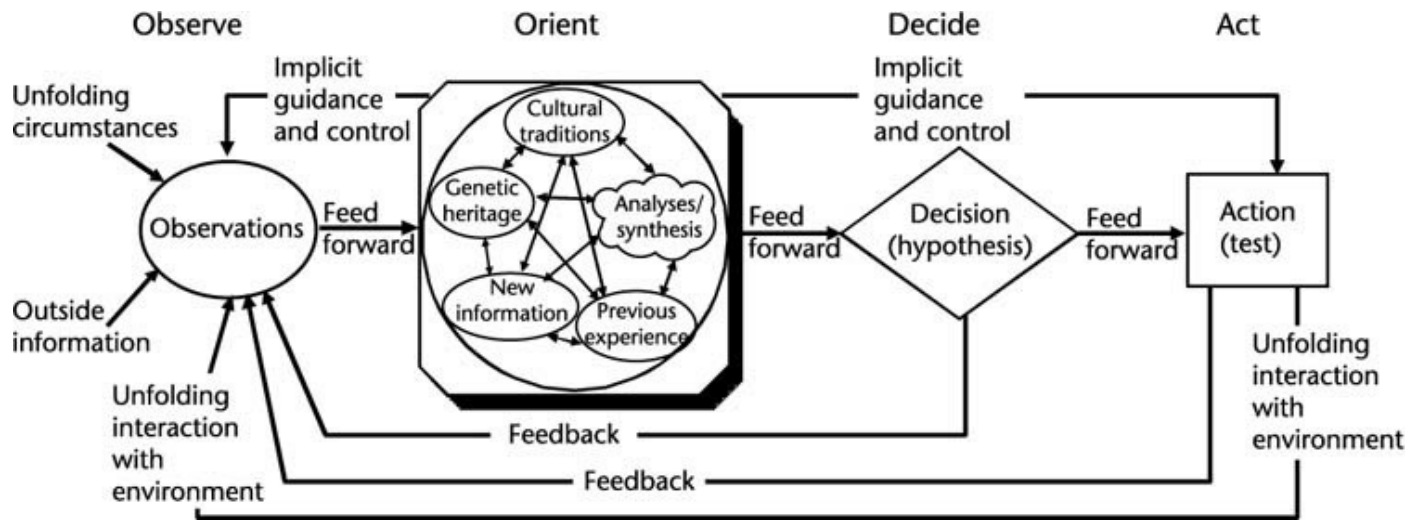 Observe
Orient
Decide
Act
Implicit
guidance
and control
Implicit
guidance
and control
Unfolding
circumstances
Cultural
traditions
Genetic
heritage
Analyses/
synthesis
New
information
Previous
experience
Observations
Feed
forward
Feed
forward
Decision
(hypothesis)
Feed
forward
Action
(test)
Outside
information
Unfolding
interaction
with
environment
Unfolding
interaction
with
environment
Feedback
Feedback